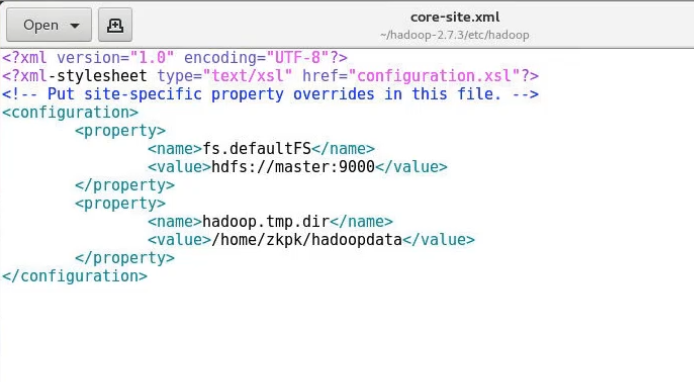 Open
core-site.xml
~/hadoop-2.7.3/etc/hadoop
<?xml version="1.0" encoding="UTF-8"?>
<?xml-stylesheet type="text/xsl" href="configuration.xsl"?>
<!-- Put site-specific property overrides in this file. -->
<configuration>
<property>
<name>fs.defaultFS</name>
<value>hdfs://master:9000</value>
</property>
<property>
<name>hadoop.tmp.dir</name>
<value>/home/zkpk/hadoopdata</value>
</property>
</configuration>